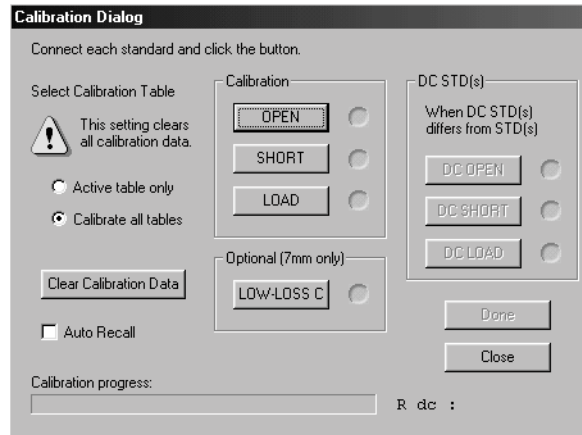 Calibration Dialog
Connect each standard and click the button.
Select Calibration Table
This setting clears
all calibration data.
Active table only
Calibrate all tables
Clear Calibration Data
Auto Recall
Calibration
OPEN
SHORT
LOAD
Optional (7mm only)
LOW-LOSS C
DC STD(s)
When DC STD(s)
differs from STD(s)
DC OPEN
DC SHORT
DC LOAD
Done
Close
Calibration progress:
R dc :